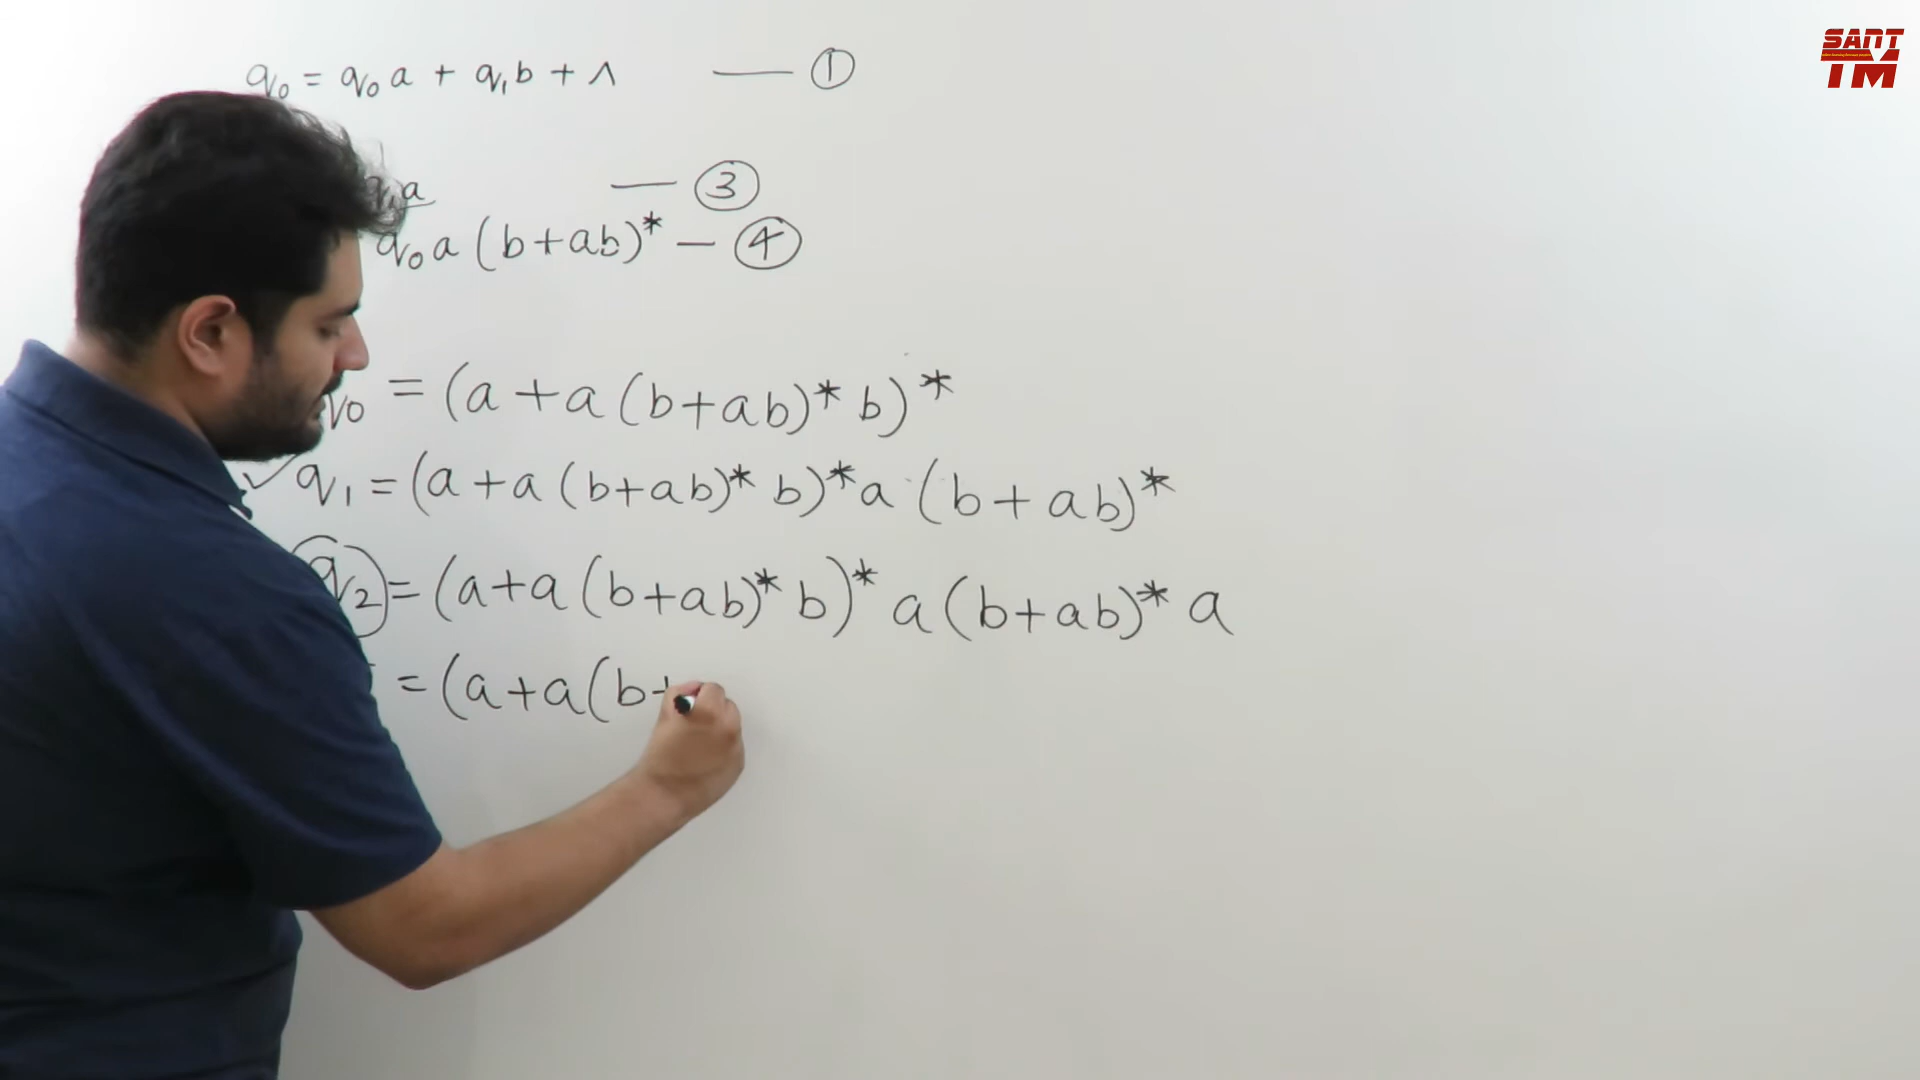 SANT
TM
q₀ = q₀a + q₁b + ∧ —— ①
a —— ③
q₀a (b+ab)* — ④
q₀ = (a + a (b+ab)* b)*
✓ q₁ = (a + a (b+ab)* b)* a (b + ab)*
q₂ = (a+a (b+ab)* b)* a (b+ab)* a
= (a+a(b+